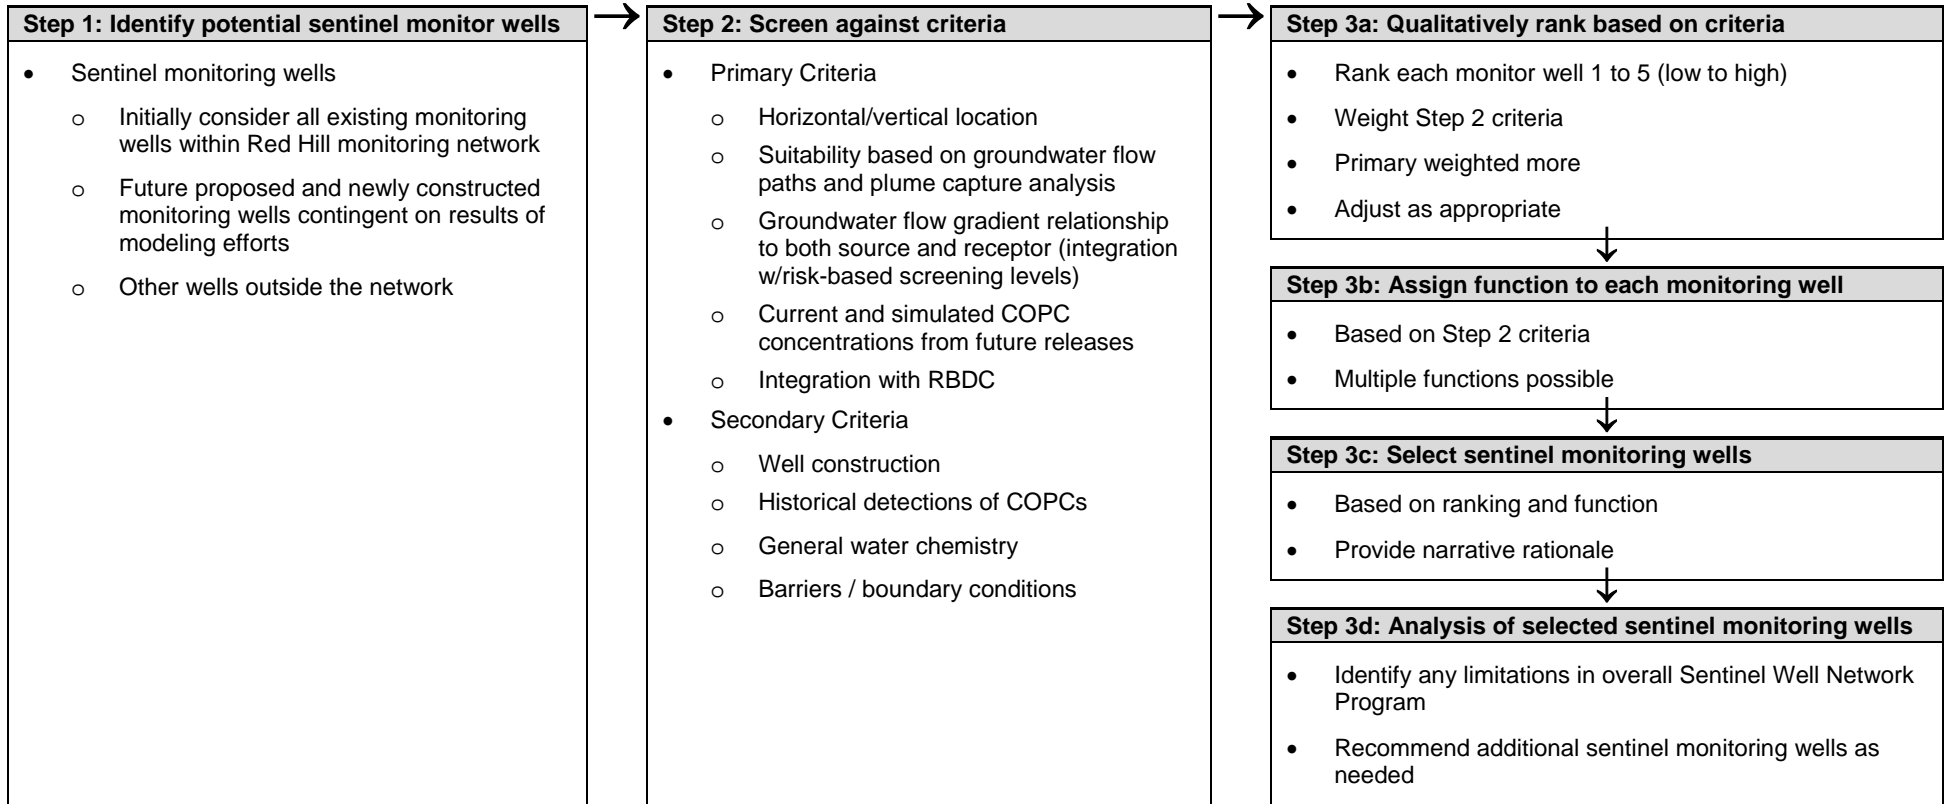 Step 1: Identify potential sentinel monitor wells
• Sentinel monitoring wells
o Initially consider all existing monitoring
wells within Red Hill monitoring network
o Future proposed and newly constructed
monitoring wells contingent on results of
modeling efforts
o Other wells outside the network
Step 2: Screen against criteria
• Primary Criteria
o Horizontal/vertical location
o Suitability based on groundwater flow
paths and plume capture analysis
o Groundwater flow gradient relationship
to both source and receptor (integration
w/risk-based screening levels)
o Current and simulated COPC
concentrations from future releases
o Integration with RBDC
• Secondary Criteria
o Well construction
o Historical detections of COPCs
o General water chemistry
o Barriers / boundary conditions
Step 3a: Qualitatively rank based on criteria
• Rank each monitor well 1 to 5 (low to high)
• Weight Step 2 criteria
• Primary weighted more
• Adjust as appropriate
Step 3b: Assign function to each monitoring well
• Based on Step 2 criteria
• Multiple functions possible
Step 3c: Select sentinel monitoring wells
• Based on ranking and function
• Provide narrative rationale
Step 3d: Analysis of selected sentinel monitoring wells
• Identify any limitations in overall Sentinel Well Network
Program
• Recommend additional sentinel monitoring wells as
needed